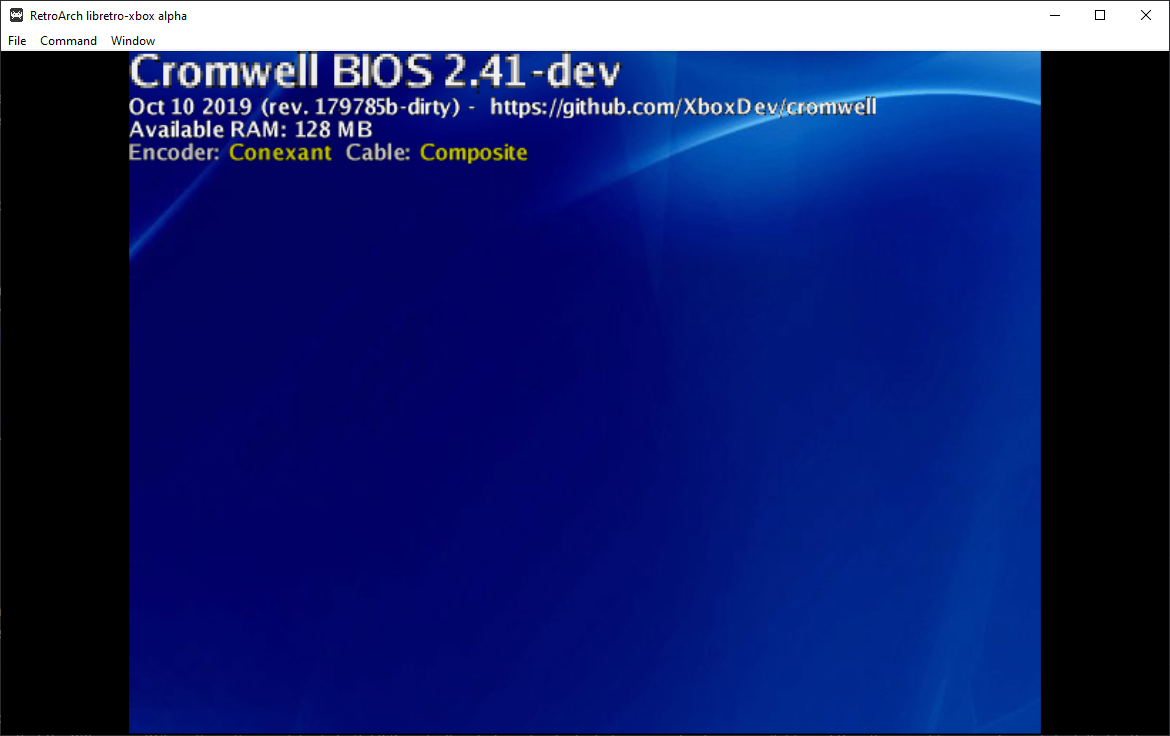 RetroArch libretro-xbox alpha
File Command Window
Cromwell BIOS 2.41-dev
Oct 10 2019 (rev. 179785b-dirty) - https://github.com/XboxDev/cromwell
Available RAM: 128 MB
Encoder: Conexant Cable: Composite